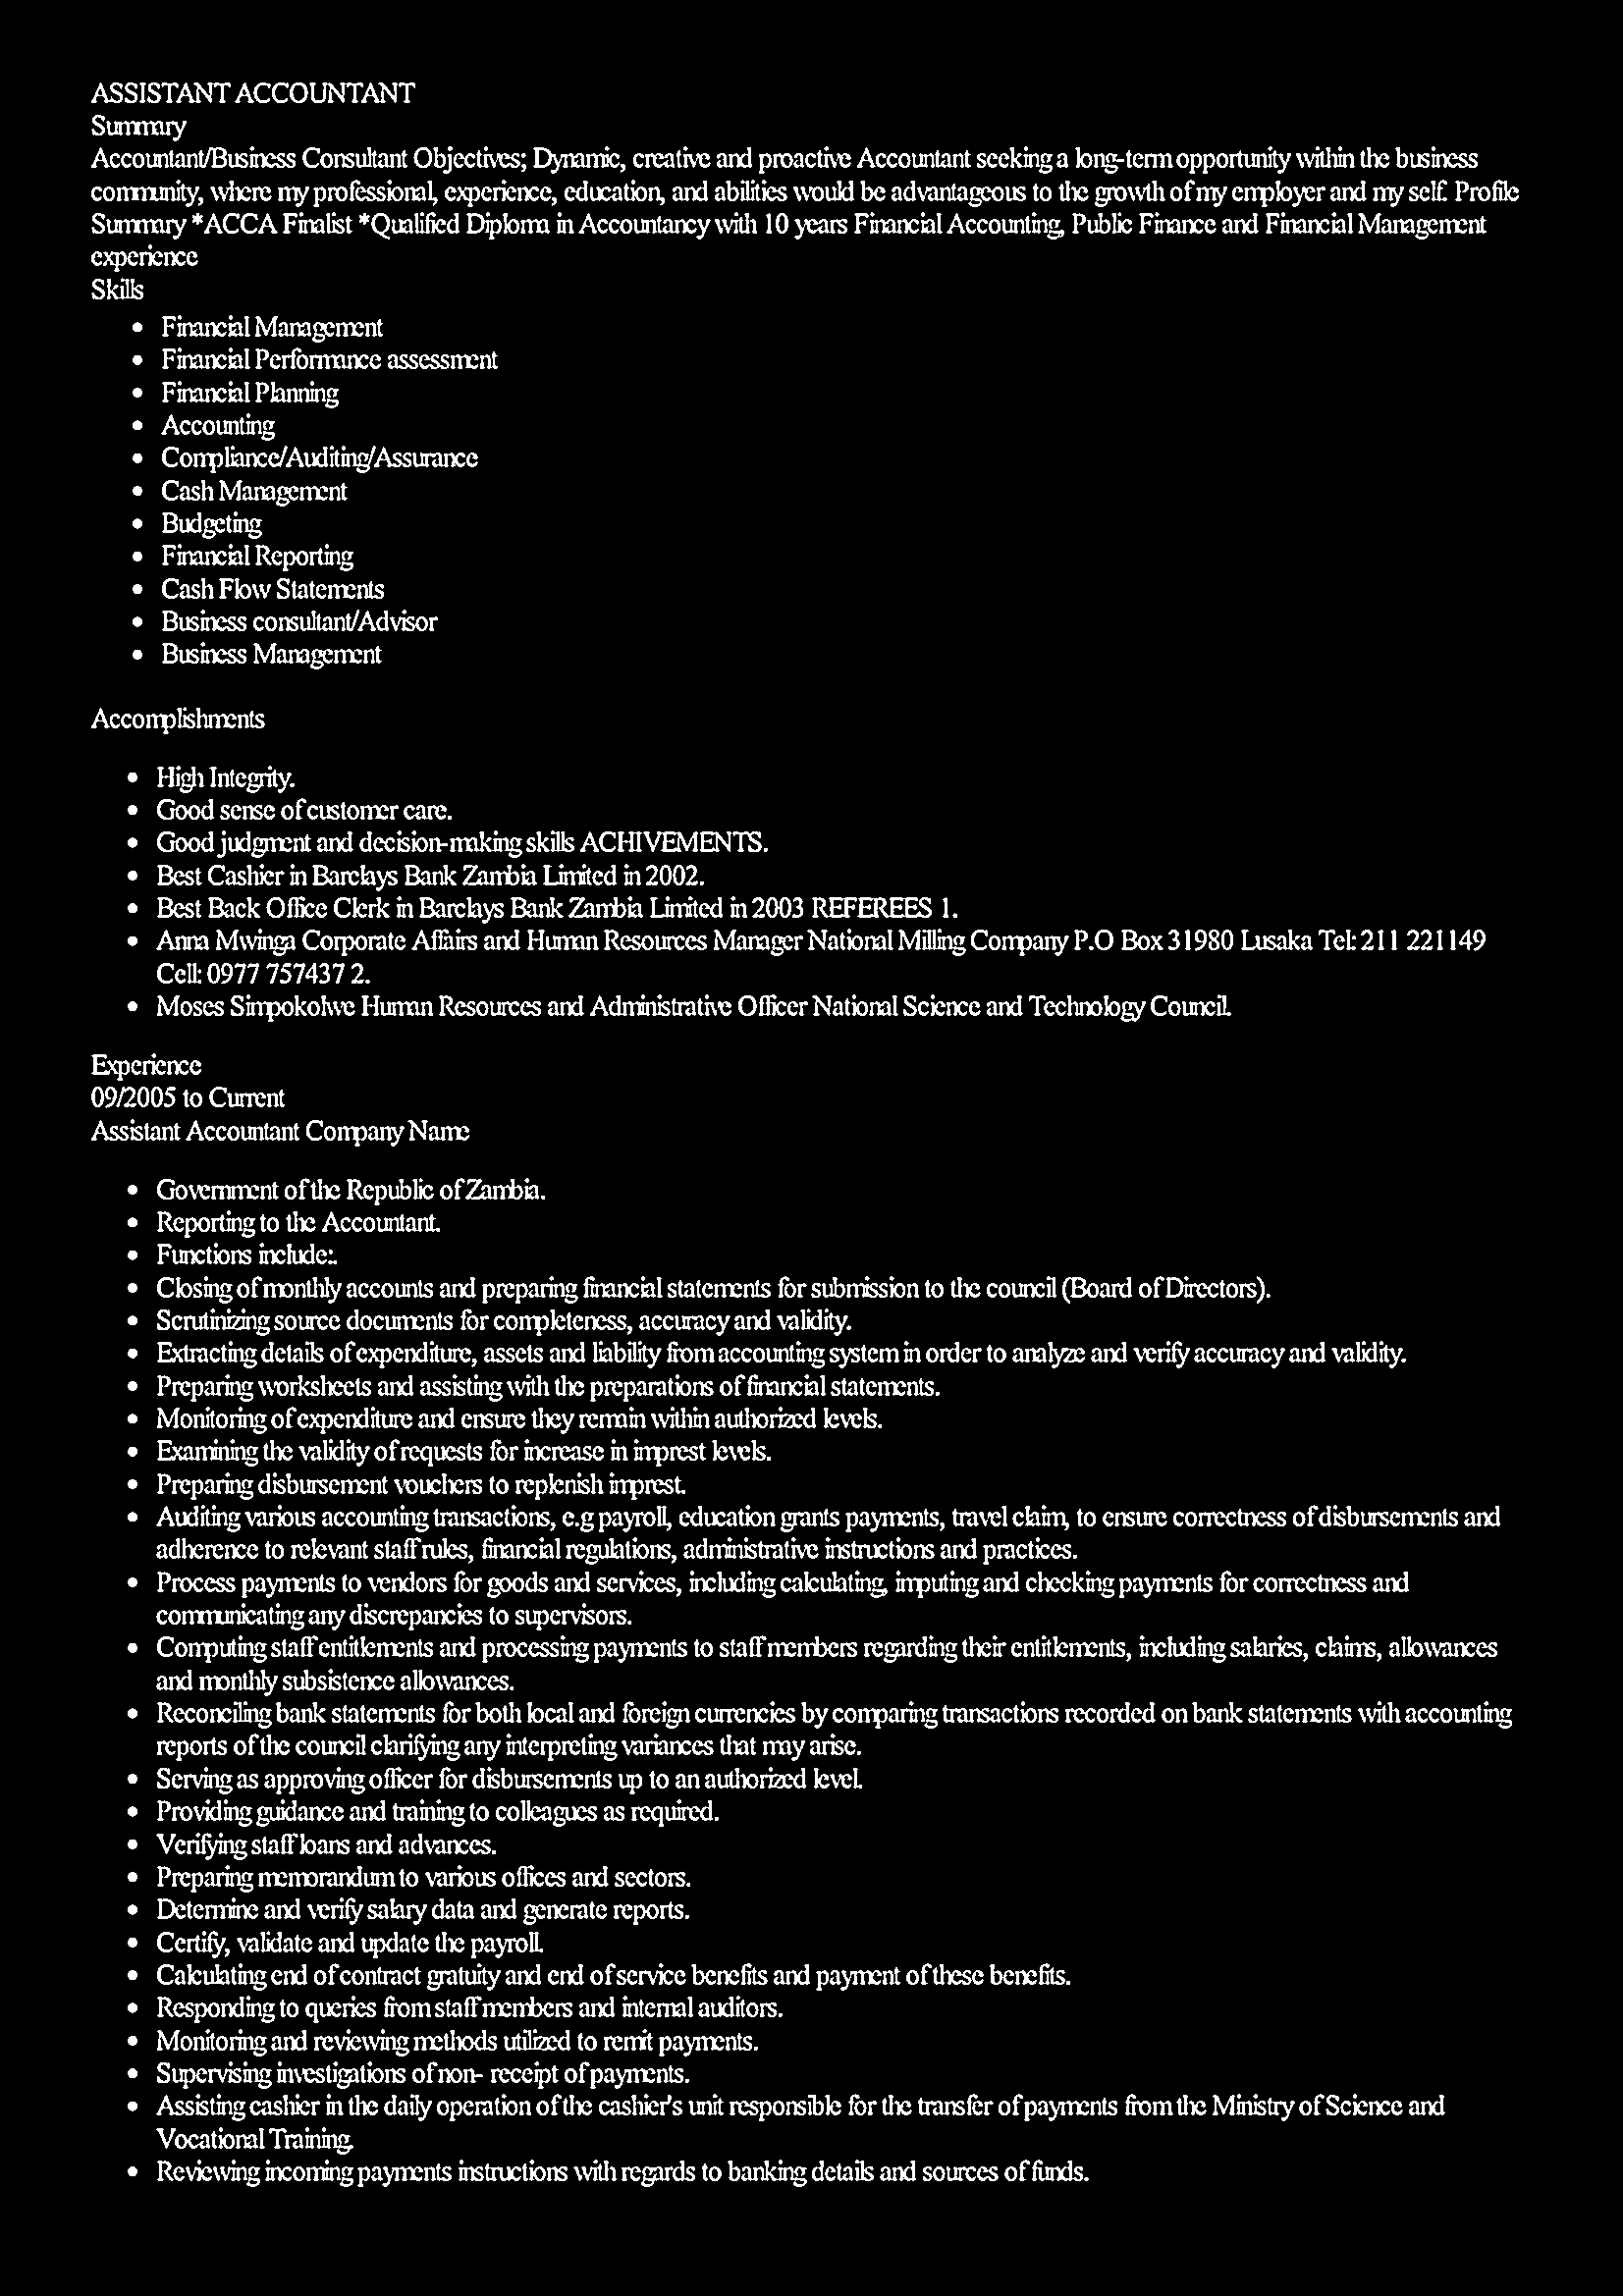 ASSISTANT ACCOUNTANT
Summary
Accountant/Business Consultant Objectives; Dynamic, creative and proactive Accountant seeking a long-term opportunity within the business
community, where my professional, experience, education, and abilities would be advantageous to the growth of my employer and my self. Profile
Summary *ACCA Finalist *Qualified Diploma in Accountancy with 10 years Financial Accounting, Public Finance and Financial Management
experience
Skills
• Financial Management
• Financial Performance assessment
• Financial Planning
• Accounting
• Compliance/Auditing/Assurance
• Cash Management
• Budgeting
• Financial Reporting
• Cash Flow Statements
• Business consultant/Advisor
• Business Management
Accomplishments
• High Integrity.
• Good sense of customer care.
• Good judgment and decision-making skills ACHIVEMENTS.
• Best Cashier in Barclays Bank Zambia Limited in 2002.
• Best Back Office Clerk in Barclays Bank Zambia Limited in 2003 REFEREES 1.
• Anna Mwinga Corporate Affairs and Human Resources Manager National Milling Company P.O Box 31980 Lusaka Tel: 211 221149
Cell: 0977 757437 2.
• Moses Simpokolwe Human Resources and Administrative Officer National Science and Technology Council.
Experience
09/2005 to Current
Assistant Accountant Company Name
• Government of the Republic of Zambia.
• Reporting to the Accountant.
• Functions include:.
• Closing of monthly accounts and preparing financial statements for submission to the council (Board of Directors).
• Scrutinizing source documents for completeness, accuracy and validity.
• Extracting details of expenditure, assets and liability from accounting system in order to analyze and verify accuracy and validity.
• Preparing worksheets and assisting with the preparations of financial statements.
• Monitoring of expenditure and ensure they remain within authorized levels.
• Examining the validity of requests for increase in imprest levels.
• Preparing disbursement vouchers to replenish imprest.
• Auditing various accounting transactions, e.g payroll, education grants payments, travel claim, to ensure correctness of disbursements and
adherence to relevant staff rules, financial regulations, administrative instructions and practices.
• Process payments to vendors for goods and services, including calculating, imputing and checking payments for correctness and
communicating any discrepancies to supervisors.
• Computing staff entitlements and processing payments to staff members regarding their entitlements, including salaries, claims, allowances
and monthly subsistence allowances.
• Reconciling bank statements for both local and foreign currencies by comparing transactions recorded on bank statements with accounting
reports of the council clarifying any interpreting variances that may arise.
• Serving as approving officer for disbursements up to an authorized level.
• Providing guidance and training to colleagues as required.
• Verifying staff loans and advances.
• Preparing memorandum to various offices and sectors.
• Determine and verify salary data and generate reports.
• Certify, validate and update the payroll.
• Calculating end of contract gratuity and end of service benefits and payment of these benefits.
• Responding to queries from staff members and internal auditors.
• Monitoring and reviewing methods utilized to remit payments.
• Supervising investigations of non- receipt of payments.
• Assisting cashier in the daily operation of the cashier's unit responsible for the transfer of payments from the Ministry of Science and
Vocational Training.
• Reviewing incoming payments instructions with regards to banking details and sources of funds.